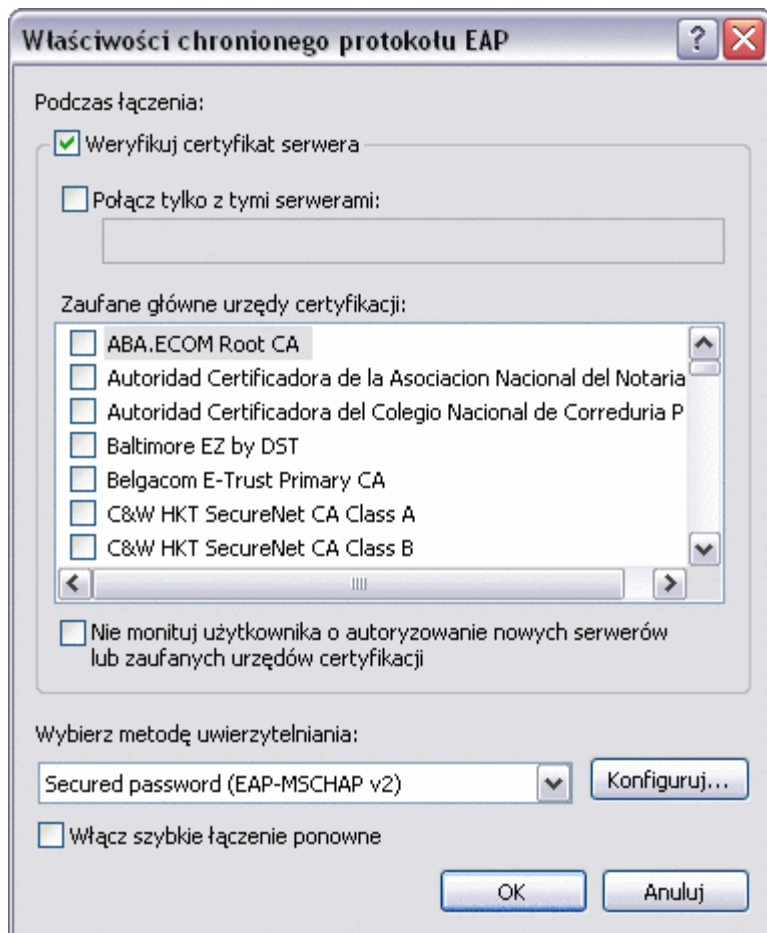 Właściwości chronionego protokołu EAP
Podczas łączenia:
Weryfikuj certyfikat serwera
Połącz tylko z tymi serwerami:
Zaufane główne urzędy certyfikacji:
ABA.ECOM Root CA
Autoridad Certificadora de la Asociacion Nacional del Notaria
Autoridad Certificadora del Colegio Nacional de Correduria P
Baltimore EZ by DST
Belgacom E-Trust Primary CA
C&W HKT SecureNet CA Class A
C&W HKT SecureNet CA Class B
Nie monituj użytkownika o autoryzowanie nowych serwerów
lub zaufanych urzędów certyfikacji
Wybierz metodę uwierzytelniania:
Secured password (EAP-MSCHAP v2)
Konfiguruj...
Włącz szybkie łączenie ponowne
OK
Anuluj